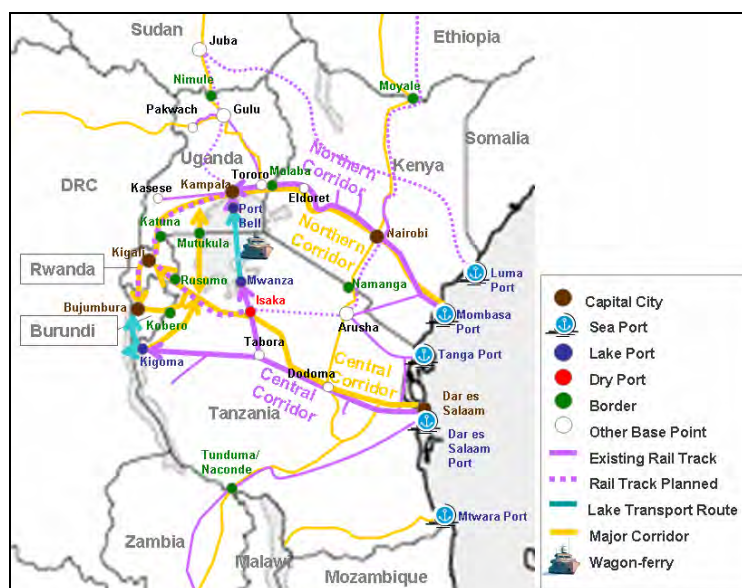 Sudan
Ethiopia
Juba
Nimule
Moyale
Pakwach
Gulu
Somalia
Uganda
Northern
Corridor
Kenya
DRC
Tororo
Malaba
Kasese
Kampala
Eldoret
Katuna
Port
Bell
Northern
Corridor
Nairobi
Mutukula
Kigali
Rwanda
Luma
Port
Rusumo
Mwanza
Namanga
Bujumbura
Isaka
Mombasa
Port
Burundi
Kobero
Arusha
Kigoma
Tabora
Central
Corridor
Tanga Port
Dodoma
Central
Corridor
Dar es
Salaam
Tanzania
Dar es
Salaam
Port
Tunduma/
Naconde
Mtwara Port
Zambia
Malawi
Mozambique
Capital City
Sea Port
Lake Port
Dry Port
Border
Other Base Point
Existing Rail Track
Rail Track Planned
Lake Transport Route
Major Corridor
Wagon-ferry